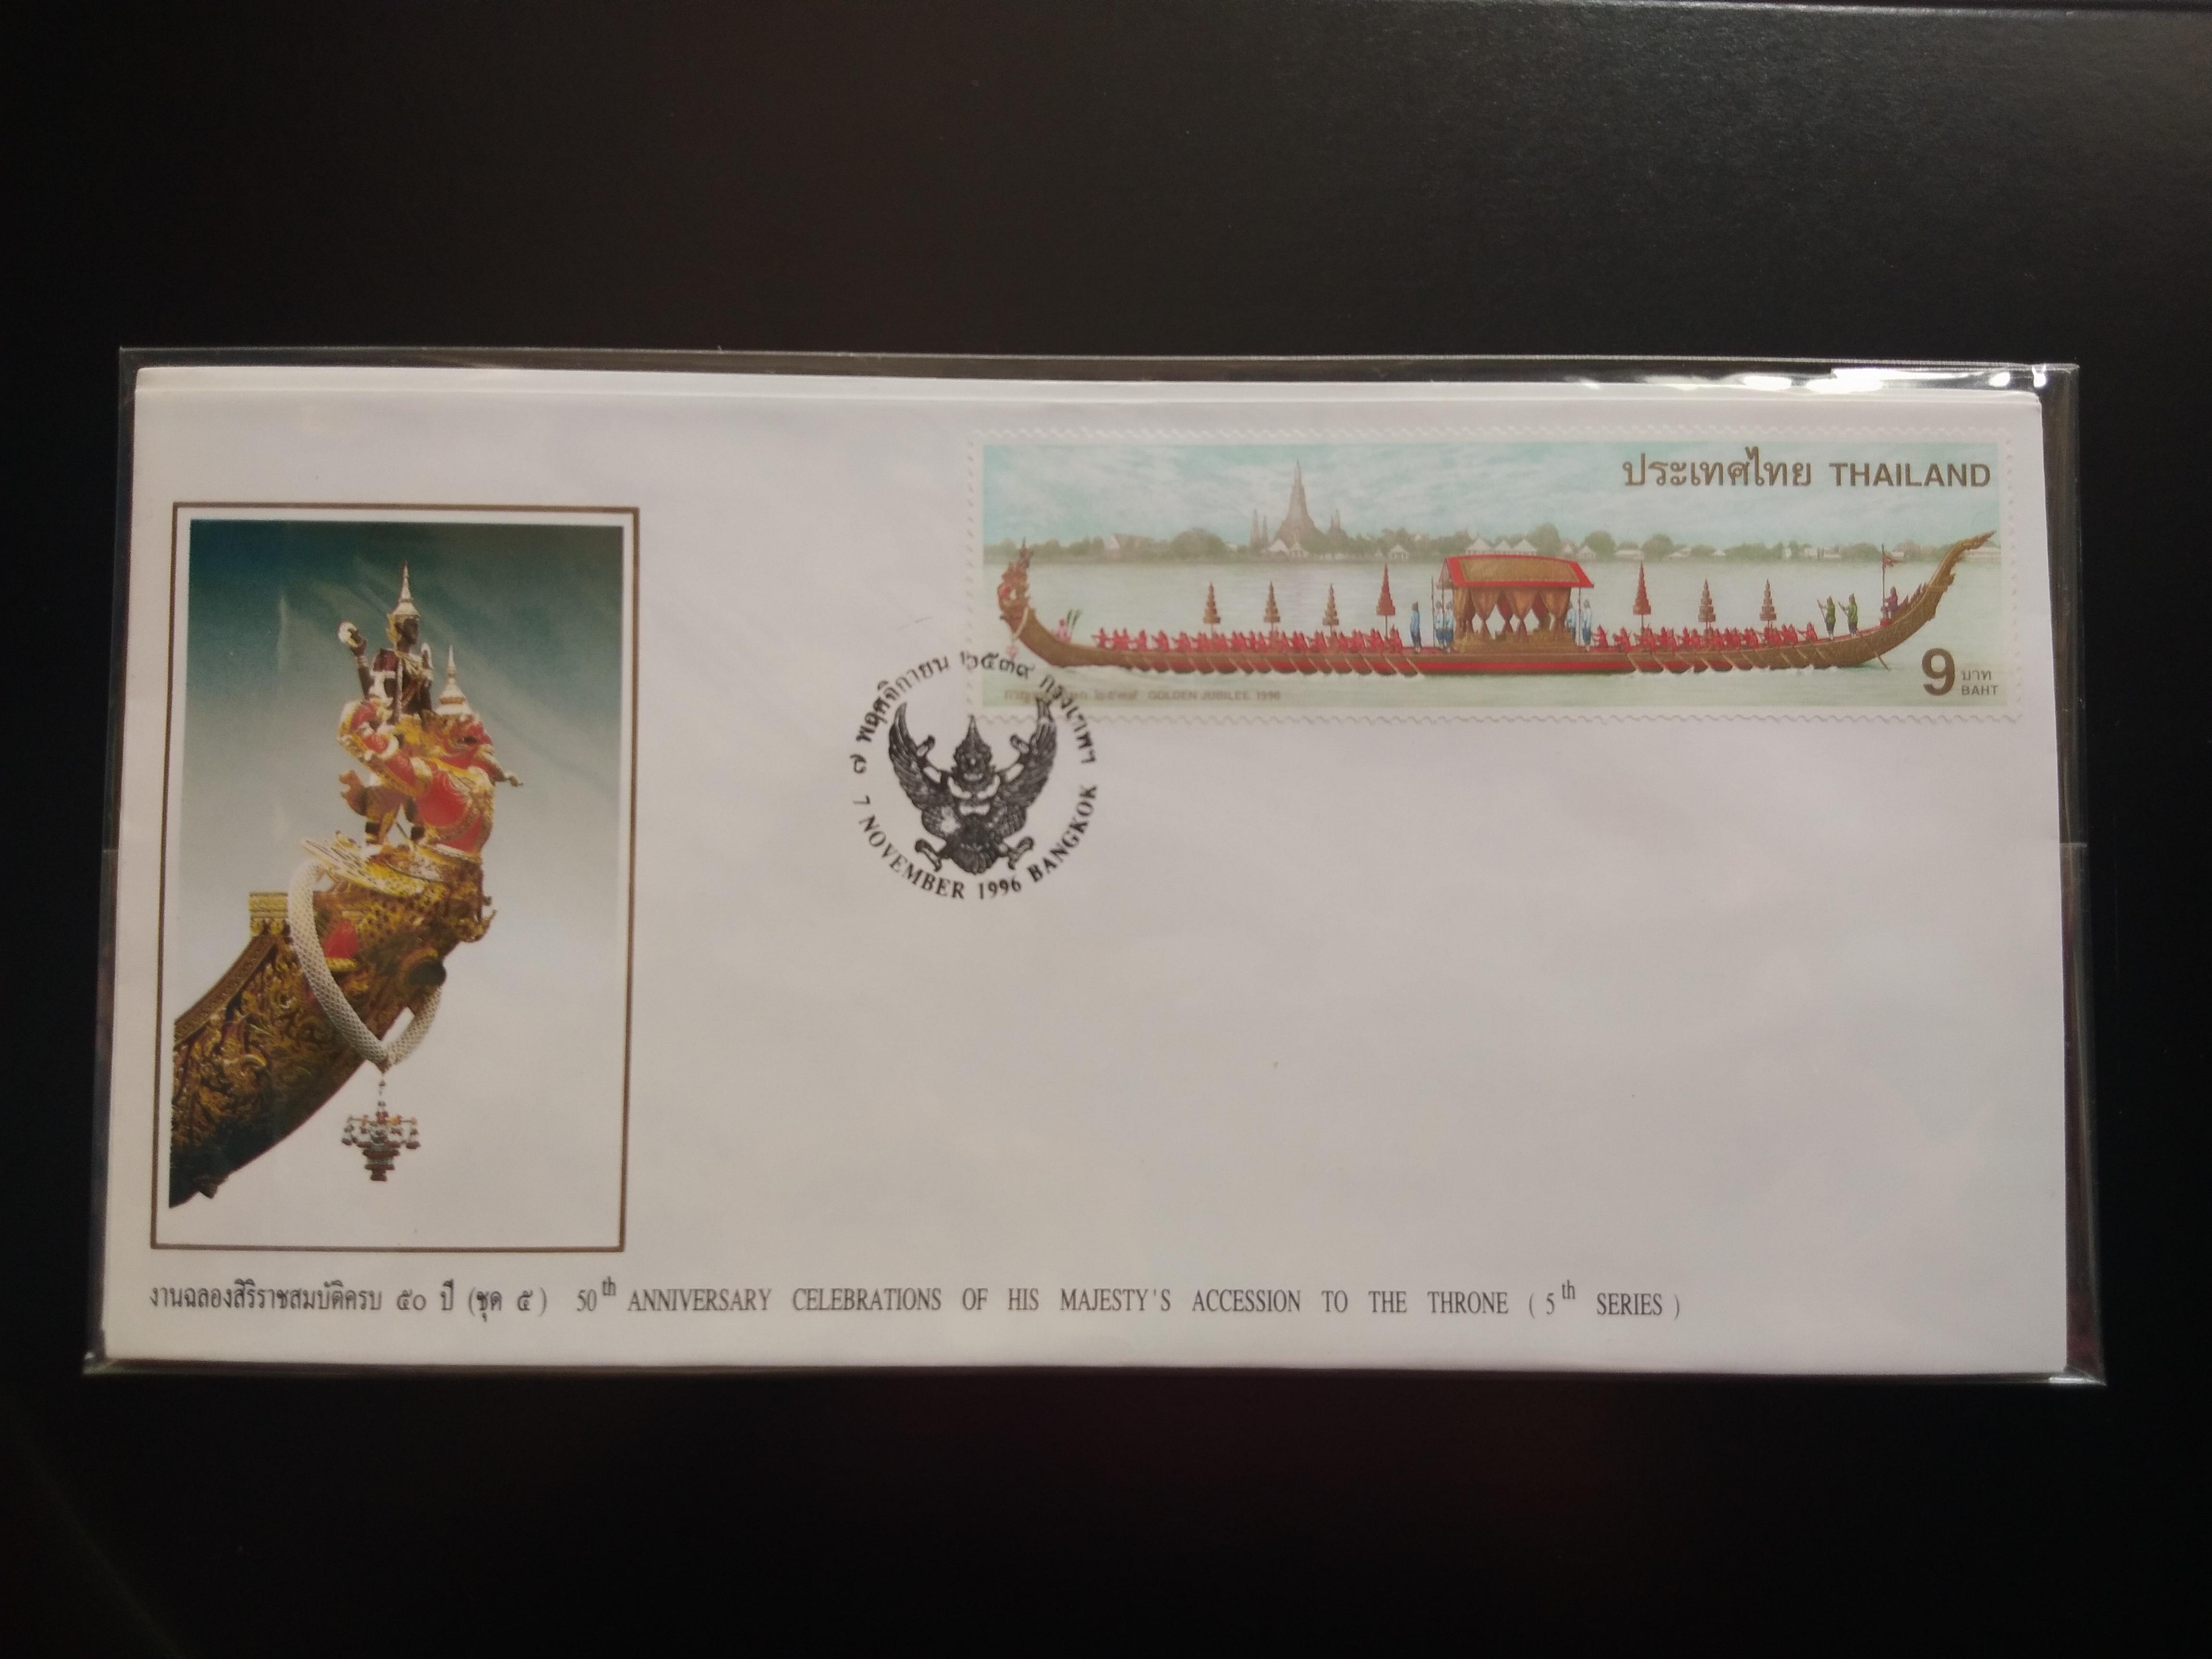 ประเทศไทย THAILAND
9 บาท
BAHT
๒๕๓๙ GOLDEN JUBILEE 1996
๗ พฤศจิกายน ๒๕๓๙ กรุงเทพฯ
7 NOVEMBER 1996 BANGKOK
งานฉลองสิริราชสมบัติครบ ๕๐ ปี (ชุด ๕) 50th ANNIVERSARY CELEBRATIONS OF HIS MAJESTY'S ACCESSION TO THE THRONE ( 5th SERIES )